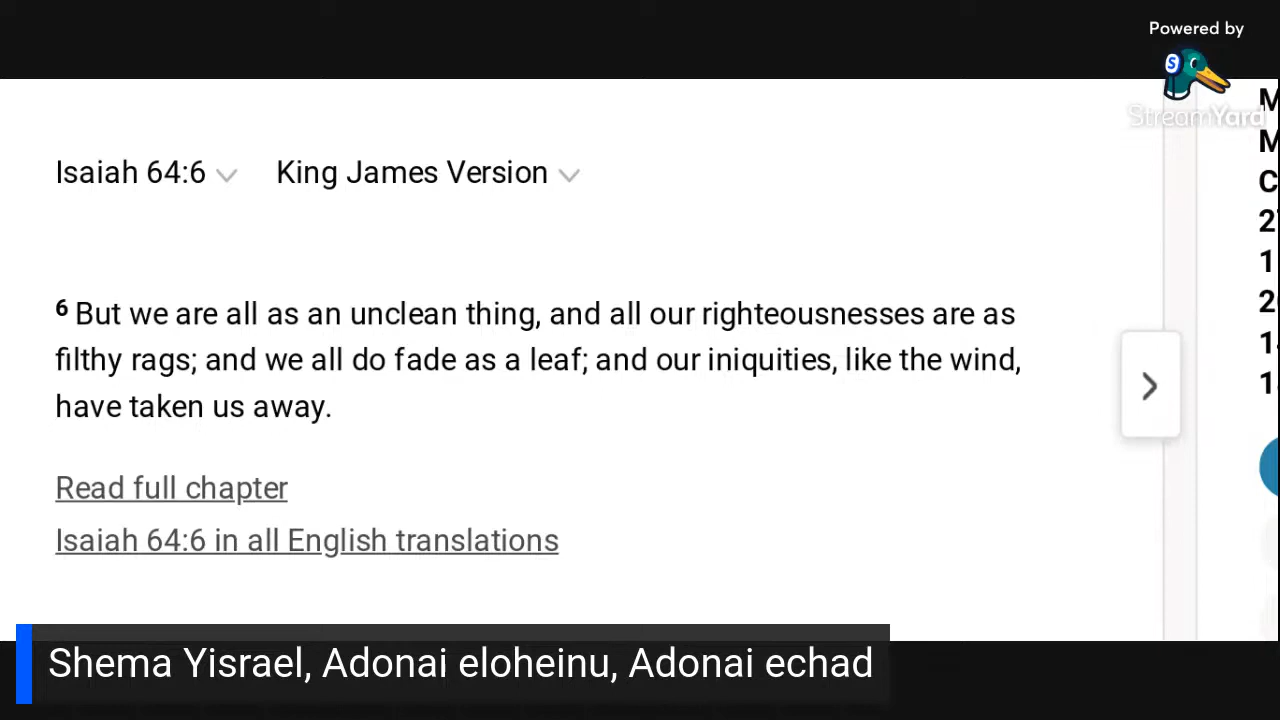 Powered by
StreamYard
Isaiah 64:6 King James Version
6 But we are all as an unclean thing, and all our righteousnesses are as
filthy rags; and we all do fade as a leaf; and our iniquities, like the wind,
have taken us away.
Read full chapter
Isaiah 64:6 in all English translations
Shema Yisrael, Adonai eloheinu, Adonai echad